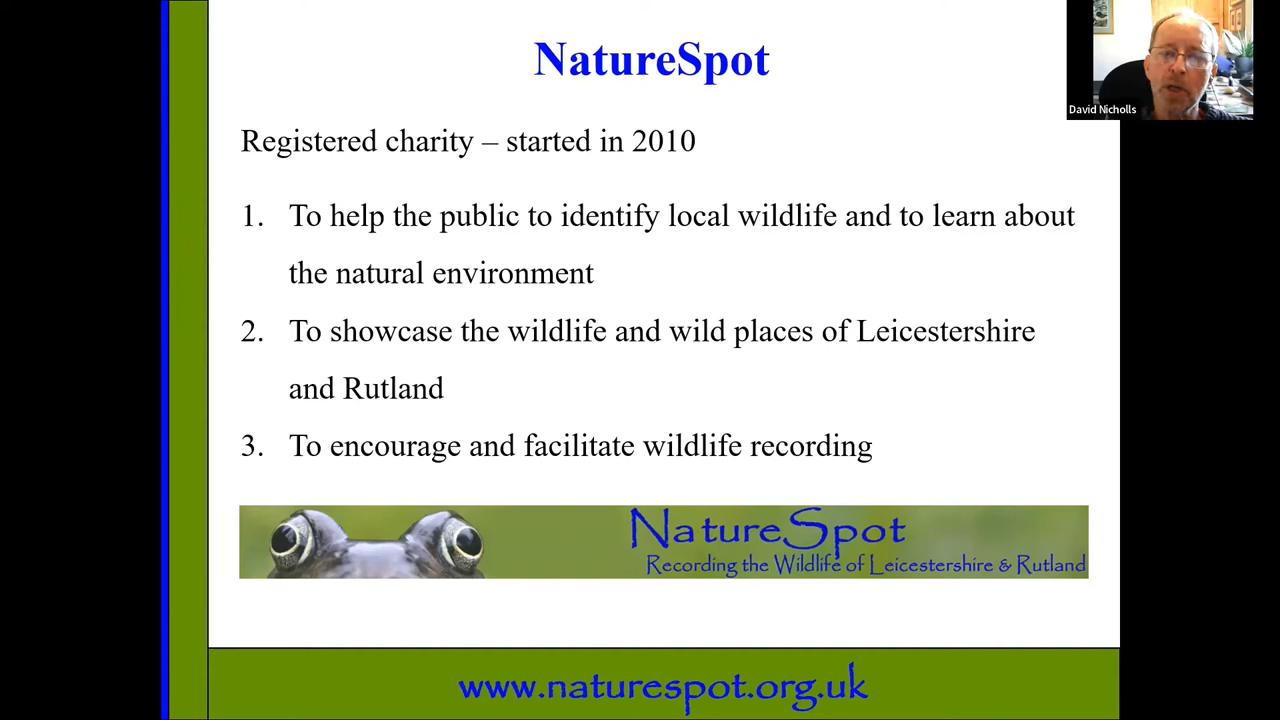 NatureSpot
David Nicholls
Registered charity – started in 2010
1. To help the public to identify local wildlife and to learn about
the natural environment
2. To showcase the wildlife and wild places of Leicestershire
and Rutland
3. To encourage and facilitate wildlife recording
NatureSpot
Recording the Wildlife of Leicestershire & Rutland
www.naturespot.org.uk